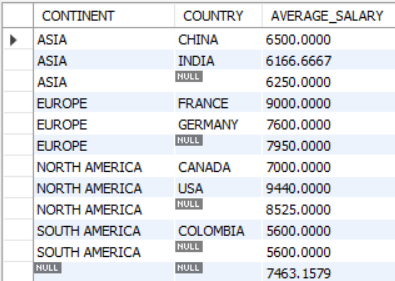 CONTINENT COUNTRY AVERAGE_SALARY
ASIA CHINA 6500.0000
ASIA INDIA 6166.6667
ASIA NULL 6250.0000
EUROPE FRANCE 9000.0000
EUROPE GERMANY 7600.0000
EUROPE NULL 7950.0000
NORTH AMERICA CANADA 7000.0000
NORTH AMERICA USA 9440.0000
NORTH AMERICA NULL 8525.0000
SOUTH AMERICA COLOMBIA 5600.0000
SOUTH AMERICA NULL 5600.0000
NULL NULL 7463.1579